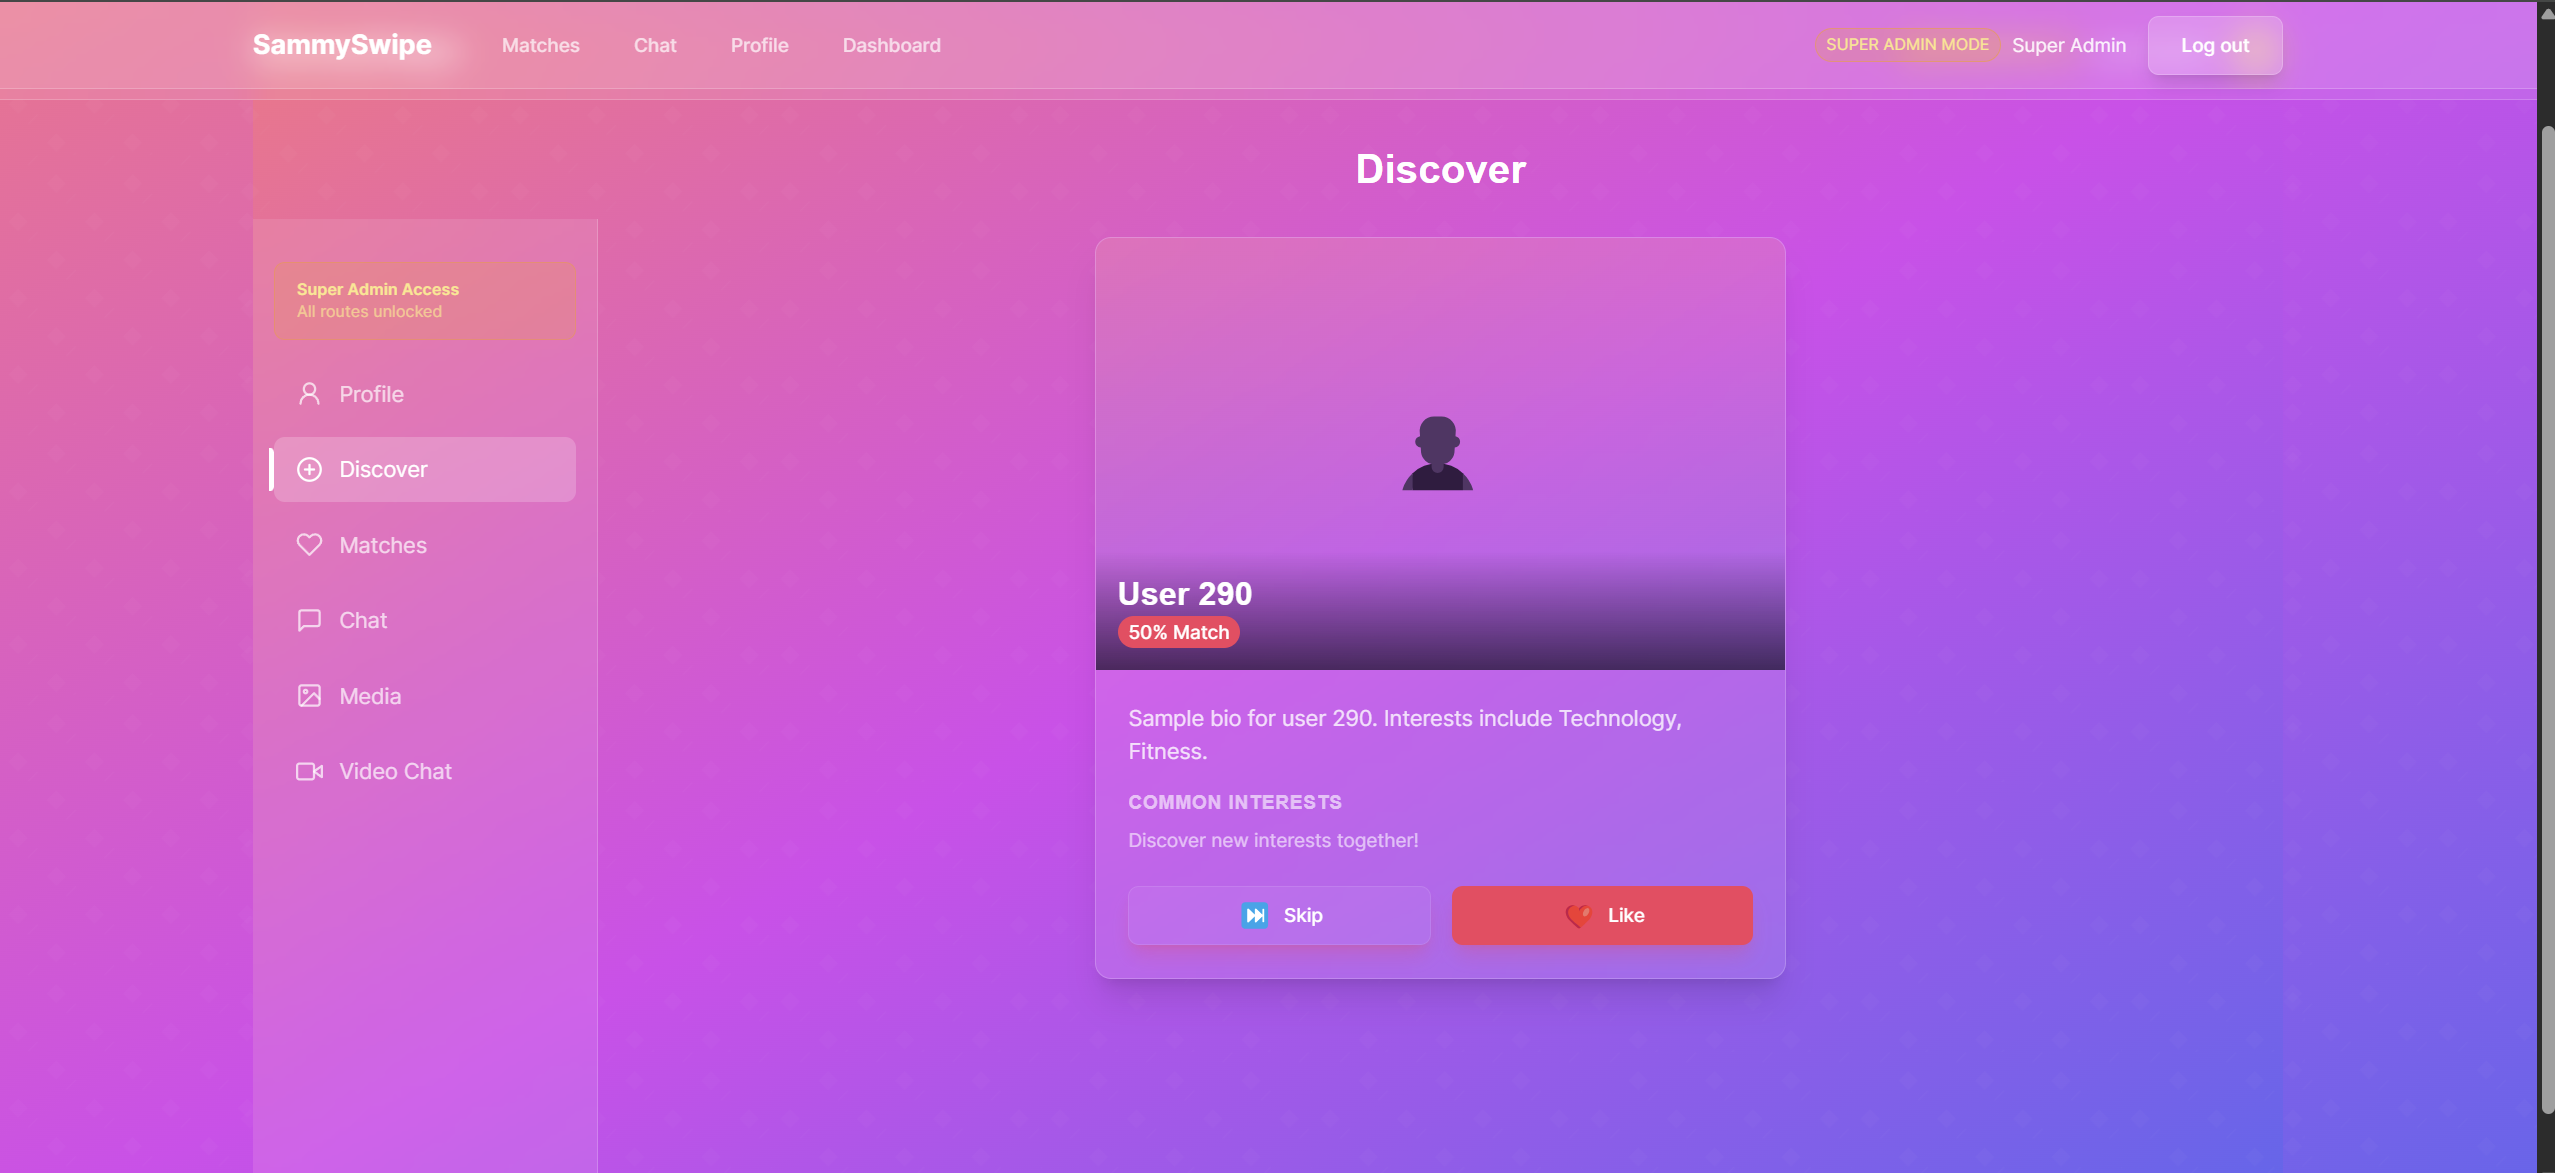 SammySwipe
Matches
Chat
Profile
Dashboard
SUPER ADMIN MODE
Super Admin
Log out
Super Admin Access
All routes unlocked
Profile
Discover
Matches
Chat
Media
Video Chat
Discover
User 290
50% Match
Sample bio for user 290. Interests include Technology,
Fitness.
COMMON INTERESTS
Discover new interests together!
Skip
Like